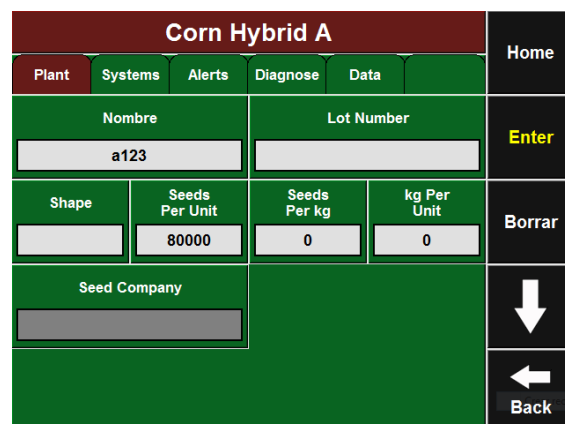 Corn Hybrid A
Home
Plant Systems Alerts Diagnose Data
Nombre Lot Number
Enter
a123
Shape Seeds Per Unit Seeds Per kg kg Per Unit
Borrar
80000 0 0
Seed Company
Back